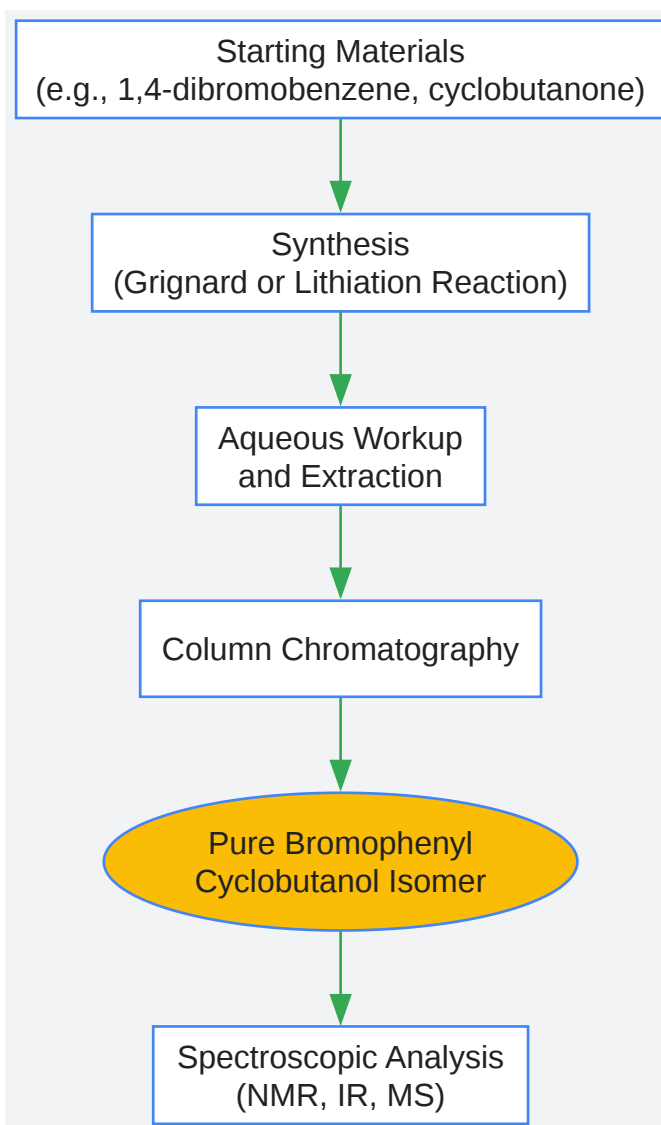 Starting Materials
(e.g., 1,4-dibromobenzene, cyclobutanone)
Synthesis
(Grignard or Lithiation Reaction)
Aqueous Workup
and Extraction
Column Chromatography
Pure Bromophenyl
Cyclobutanol Isomer
Spectroscopic Analysis
(NMR, IR, MS)